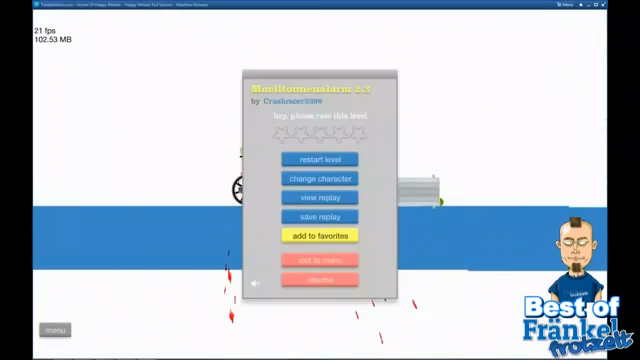 Menu
21 fps
102.53 MB
Muelltonnenalarm 2.3
by
hey, please rate this level
restart level
change character
view replay
save replay
add to favorites
exit to menu
resume
menu
Best of
Fränkel
frotzelt